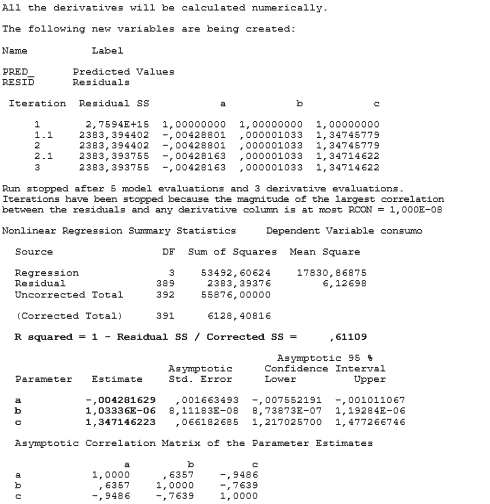 All the derivatives will be calculated numerically.
The following new variables are being created:
Name Label
PRED_ Predicted Values
RESID Residuals
Iteration Residual SS a b c
1 2,7594E+15 1,00000000 1,00000000 1,00000000
1.1 2383,394402 -,00428801 ,000001033 1,34745779
2 2383,394402 -,00428801 ,000001033 1,34745779
2.1 2383,393755 -,00428163 ,000001033 1,34714622
3 2383,393755 -,00428163 ,000001033 1,34714622
Run stopped after 5 model evaluations and 3 derivative evaluations.
Iterations have been stopped because the magnitude of the largest correlation
between the residuals and any derivative column is at most RCON = 1,000E-08
Nonlinear Regression Summary Statistics Dependent Variable consumo
Source DF Sum of Squares Mean Square
Regression 3 53492,60624 17830,86875
Residual 389 2383,39376 6,12698
Uncorrected Total 392 55876,00000
(Corrected Total) 391 6128,40816
R squared = 1 - Residual SS / Corrected SS = ,61109
Asymptotic 95 %
Asymptotic Confidence Interval
Parameter Estimate Std. Error Lower Upper
a -,004281629 ,001663493 -,007552191 -,001011067
b 1,03336E-06 8,11183E-08 8,73873E-07 1,19284E-06
c 1,347146223 ,066182685 1,217025700 1,477266746
Asymptotic Correlation Matrix of the Parameter Estimates
a b c
a 1,0000 ,6357 -,9486
b ,6357 1,0000 -,7639
c -,9486 -,7639 1,0000